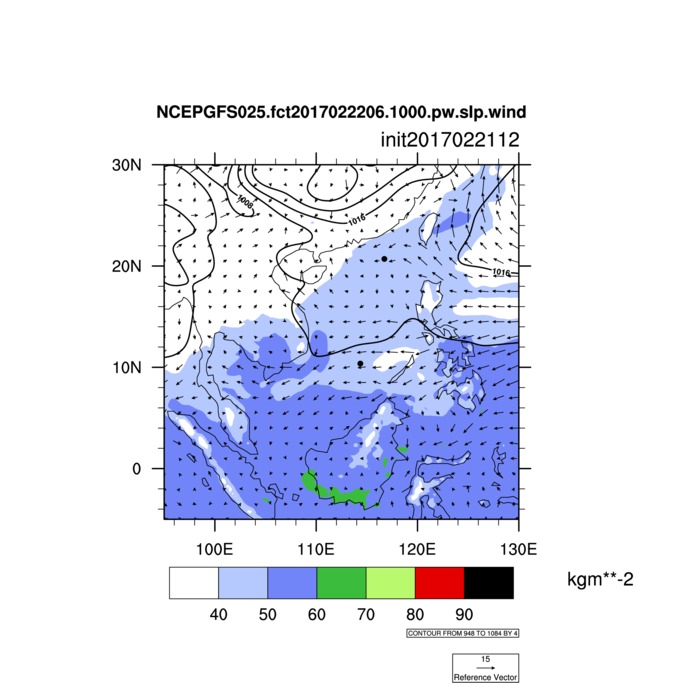 NCEPGFS025.fct2017022206.1000.pw.slp.wind
init2017022112
30N
20N
10N
0
1008
1016
1016
100E 110E 120E 130E
kgm**-2
40 50 60 70 80 90
CONTOUR FROM 948 TO 1084 BY 4
15
Reference Vector